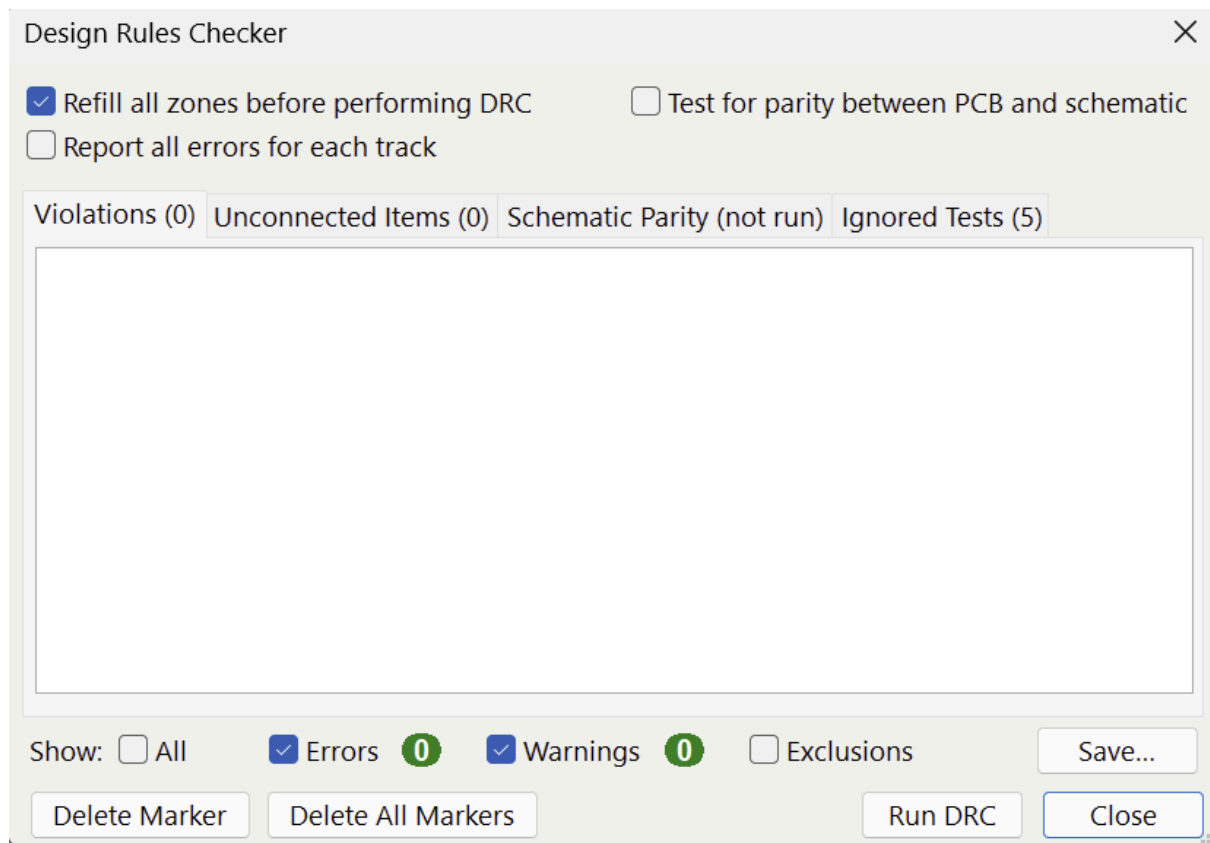 Design Rules Checker
Refill all zones before performing DRC
Test for parity between PCB and schematic
Report all errors for each track
Violations (0) Unconnected Items (0) Schematic Parity (not run) Ignored Tests (5)
Show: All Errors 0 Warnings 0 Exclusions Save...
Delete Marker Delete All Markers Run DRC Close